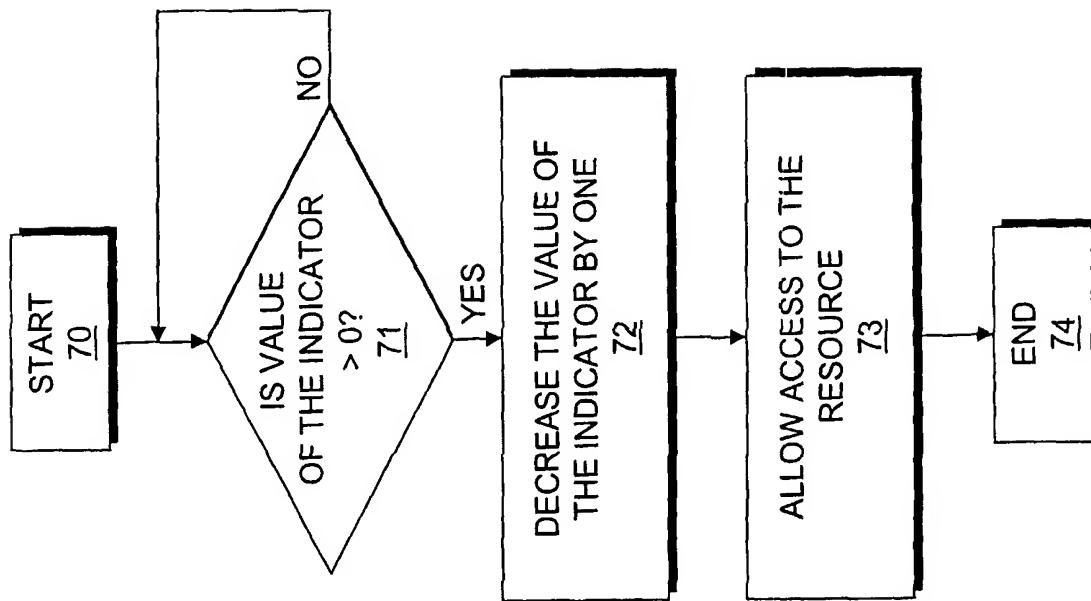 START
70
IS VALUE
OF THE INDICATOR
> 0?
71
NO
YES
DECREASE THE VALUE OF
THE INDICATOR BY ONE
72
ALLOW ACCESS TO THE
RESOURCE
73
END
74